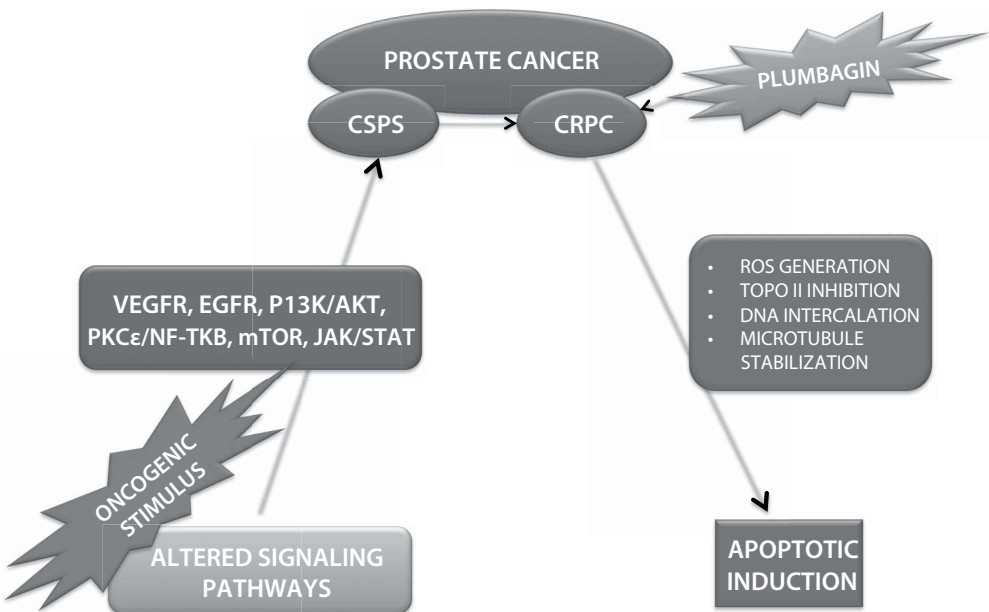 PROSTATE CANCER
PLUMBAGIN
CSPS
CRPC
VEGFR, EGFR, P13K/AKT,
PKCε/NF-TKB, mTOR, JAK/STAT
• ROS GENERATION
• TOPO II INHIBITION
• DNA INTERCALATION
• MICROTUBULE
STABILIZATION
ONCOGENIC
STIMULUS
ALTERED SIGNALING
PATHWAYS
APOPTOTIC
INDUCTION